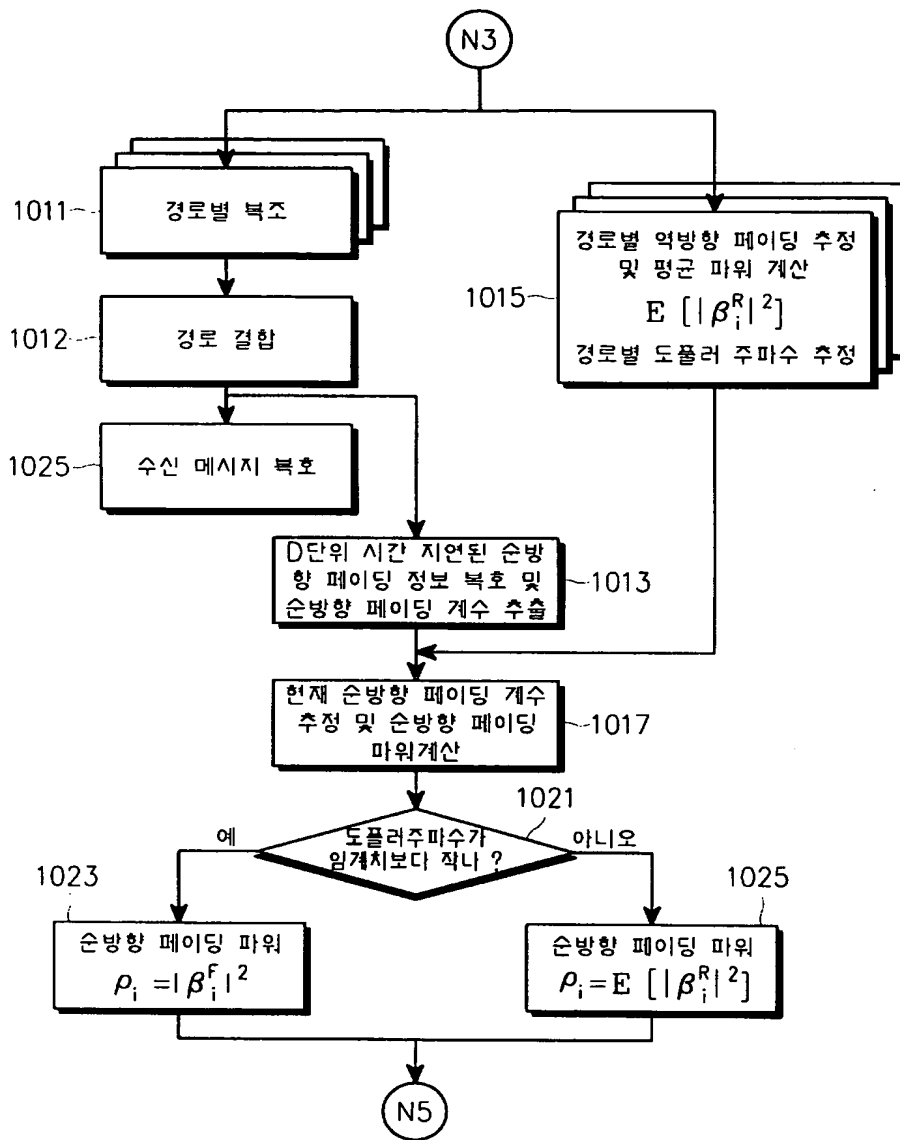 N3
1011
경로별 복조
1012
경로 결합
1025
수신 메시지 복호
1015
경로별 역방향 페이딩 추정
및 평균 파워 계산
E [|β_i^R|^2]
경로별 도풀러 주파수 추정
D단위 시간 지연된 순방
향 페이딩 정보 복호 및
순방향 페이딩 계수 추출
1013
현재 순방향 페이딩 계수
추정 및 순방향 페이딩
파워계산
1017
1021
도플러주파수가
임계치보다 작나 ?
예
아니오
1023
순방향 페이딩 파워
ρ_i =|β_i^F|^2
1025
순방향 페이딩 파워
ρ_i=E [|β_i^R|^2]
N5